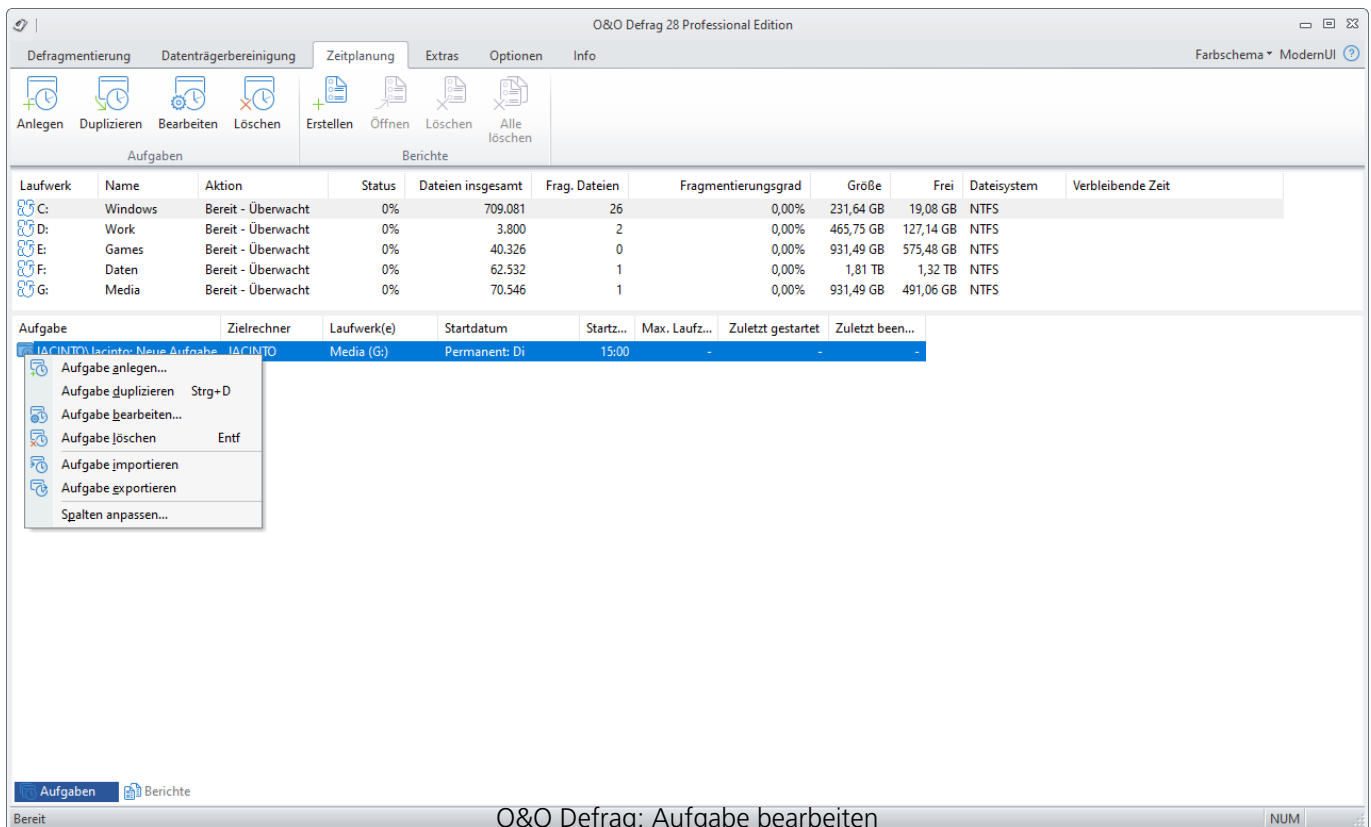 O&O Defrag 28 Professional Edition
Defragmentierung Datenträgerbereinigung Zeitplanung Extras Optionen Info Farbschema ModernUI ?
Anlegen Duplizieren Bearbeiten Löschen Erstellen Öffnen Löschen Alle löschen
Aufgaben Berichte
Laufwerk Name Aktion Status Dateien insgesamt Frag. Dateien Fragmentierungsgrad Größe Frei Dateisystem Verbleibende Zeit
C: Windows Bereit - Überwacht 0% 709.081 26 0,00% 231,64 GB 19,08 GB NTFS
D: Work Bereit - Überwacht 0% 3.800 2 0,00% 465,75 GB 127,14 GB NTFS
E: Games Bereit - Überwacht 0% 40.326 0 0,00% 931,49 GB 575,48 GB NTFS
F: Daten Bereit - Überwacht 0% 62.532 1 0,00% 1,81 TB 1,32 TB NTFS
G: Media Bereit - Überwacht 0% 70.546 1 0,00% 931,49 GB 491,06 GB NTFS
Aufgabe Zielrechner Laufwerk(e) Startdatum Startz... Max. Laufz... Zuletzt gestartet Zuletzt been...
JACINTO\Jacinto: Neue Aufgabe JACINTO Media (G:) Permanent: Di 15:00 - - -
Aufgabe anlegen...
Aufgabe duplizieren Strg+D
Aufgabe bearbeiten...
Aufgabe löschen Entf
Aufgabe importieren
Aufgabe exportieren
Spalten anpassen...
Aufgaben Berichte
Bereit NUM
O&O Defrag: Aufgabe bearbeiten